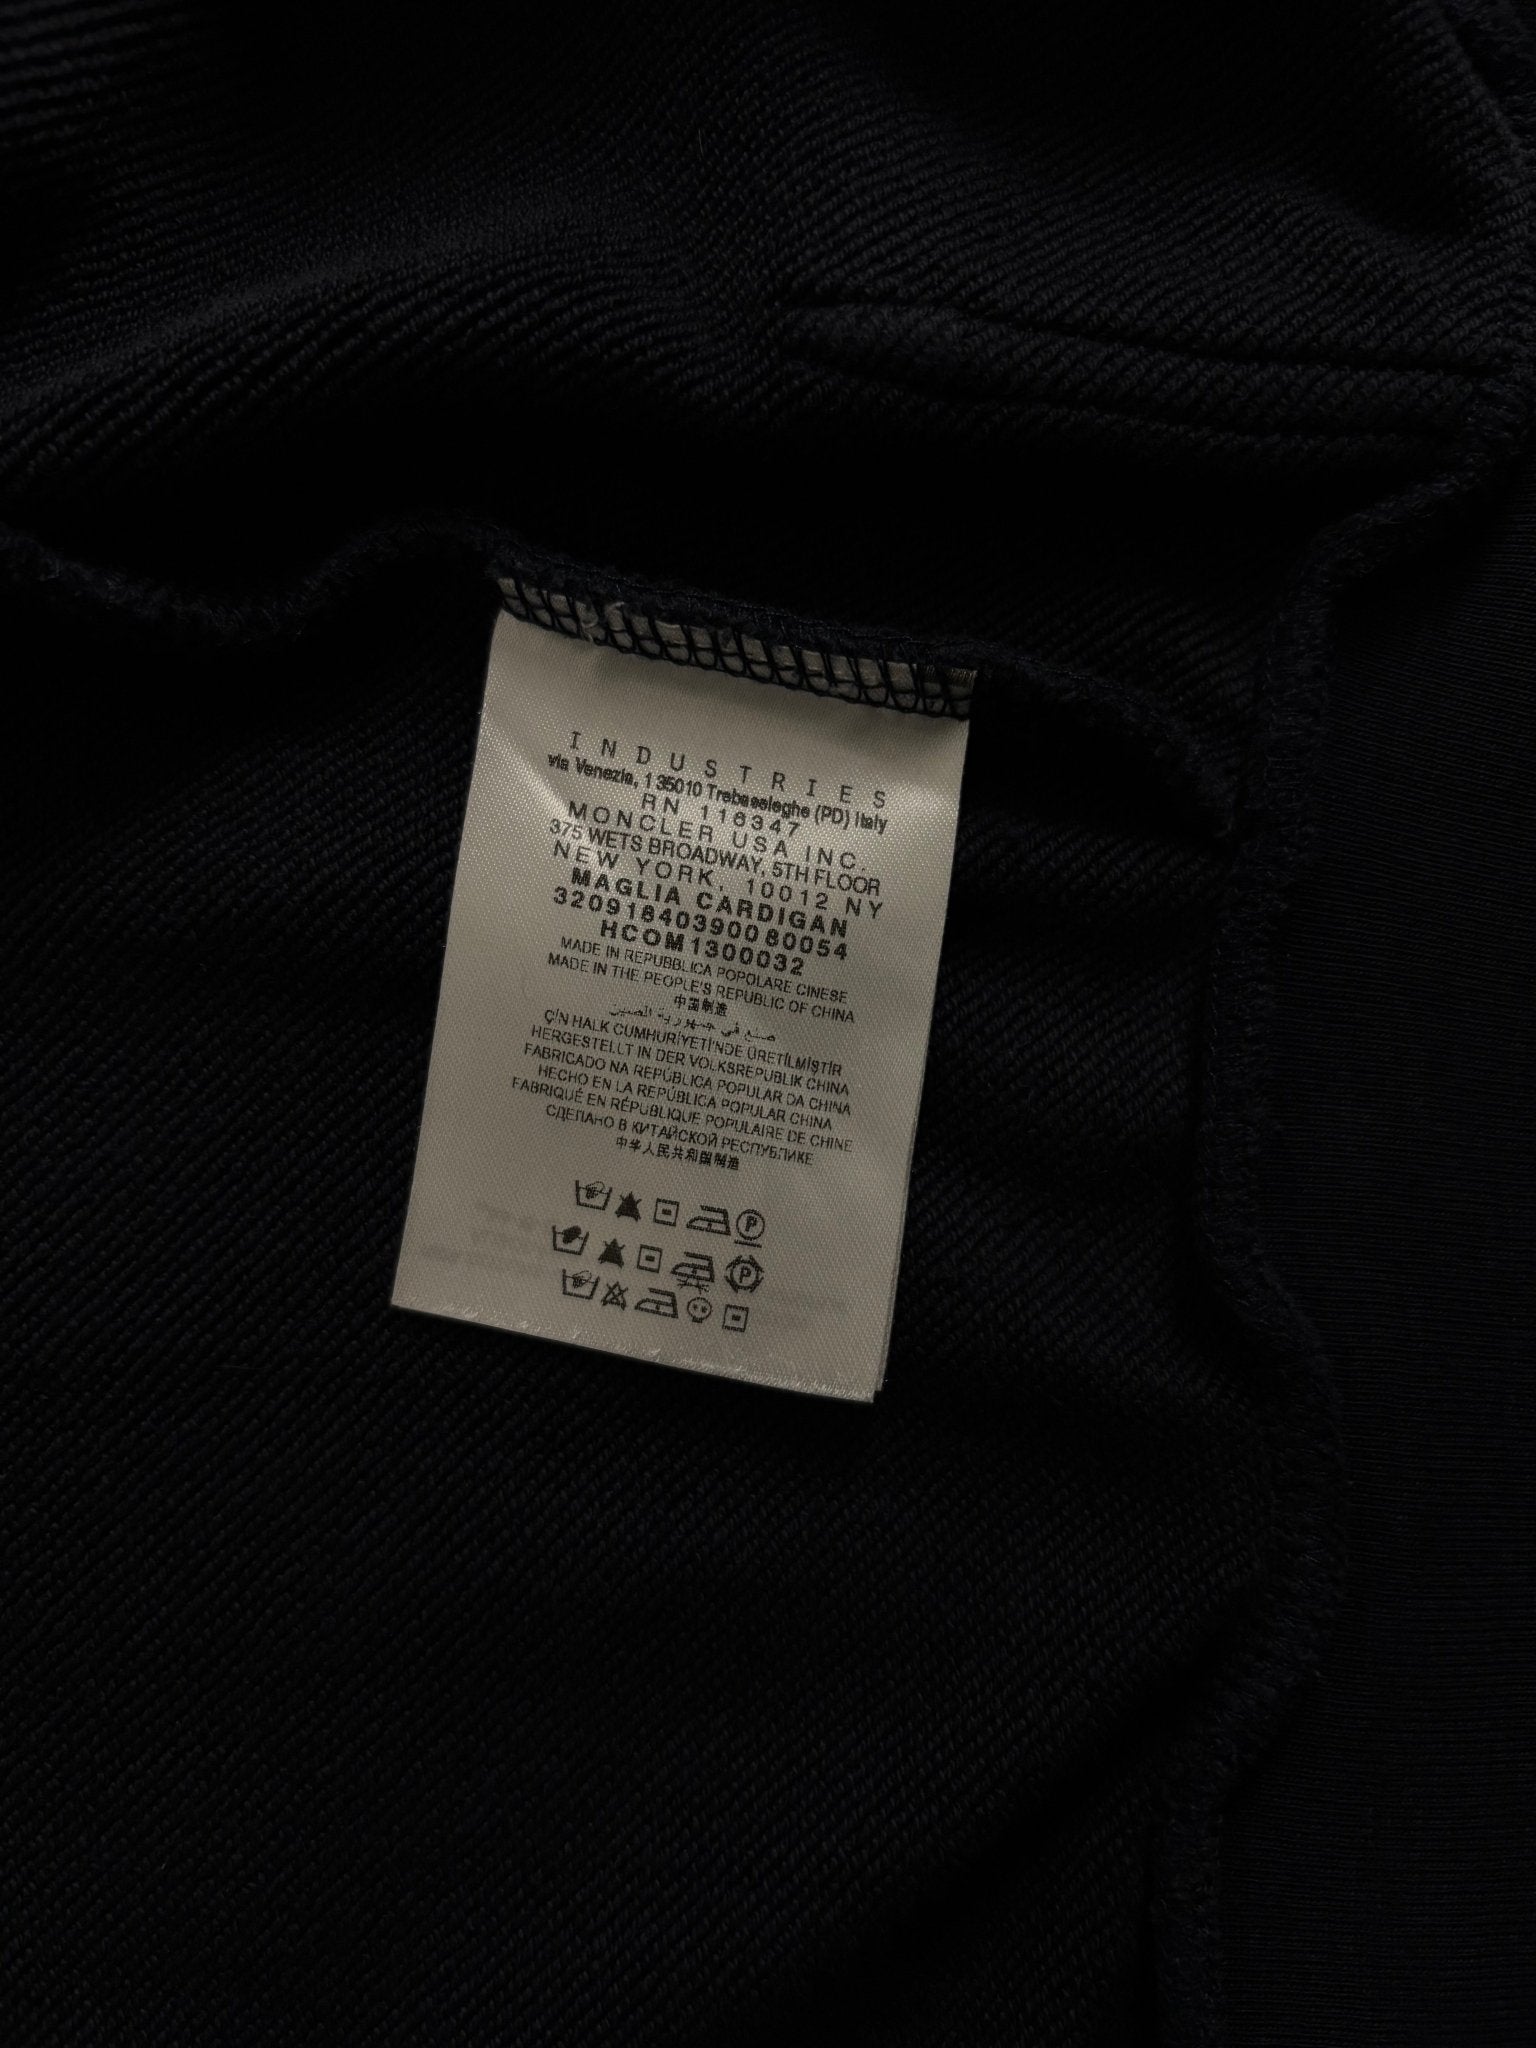 INDUSTRIES
via Venezia, 1 35010 Trebaseleghe (PD) Italy
RN 116347
MONCLER USA INC.
375 WETS BROADWAY, 5TH FLOOR
NEW YORK, 10012 NY
MAGLIA CARDIGAN
320918403900 80054
HCOM1300032
MADE IN REPUBBLICA POPOLARE CINESE
MADE IN THE PEOPLE'S REPUBLIC OF CHINA
中国制造
صنع في جمهورية الصين
ÇİN HALK CUMHURİYETİ'NDE ÜRETİLMİŞTİR
HERGESTELLT IN DER VOLKSREPUBLIK CHINA
FABRICADO NA REPÚBLICA POPULAR DA CHINA
HECHO EN LA REPÚBLICA POPULAR CHINA
FABRIQUÉ EN RÉPUBLIQUE POPULAIRE DE CHINE
СДЕЛАНО В КИТАЙСКОЙ РЕСПУБЛИКЕ
中华人民共和国制造
P
P